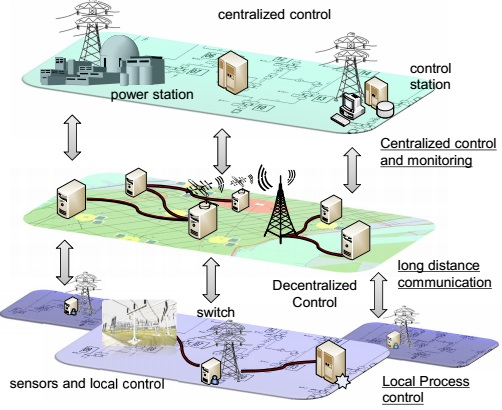 centralized control
power station
control
station
Centralized control
and monitoring
long distance
communication
Decentralized
Control
switch
sensors and local control
Local Process
control